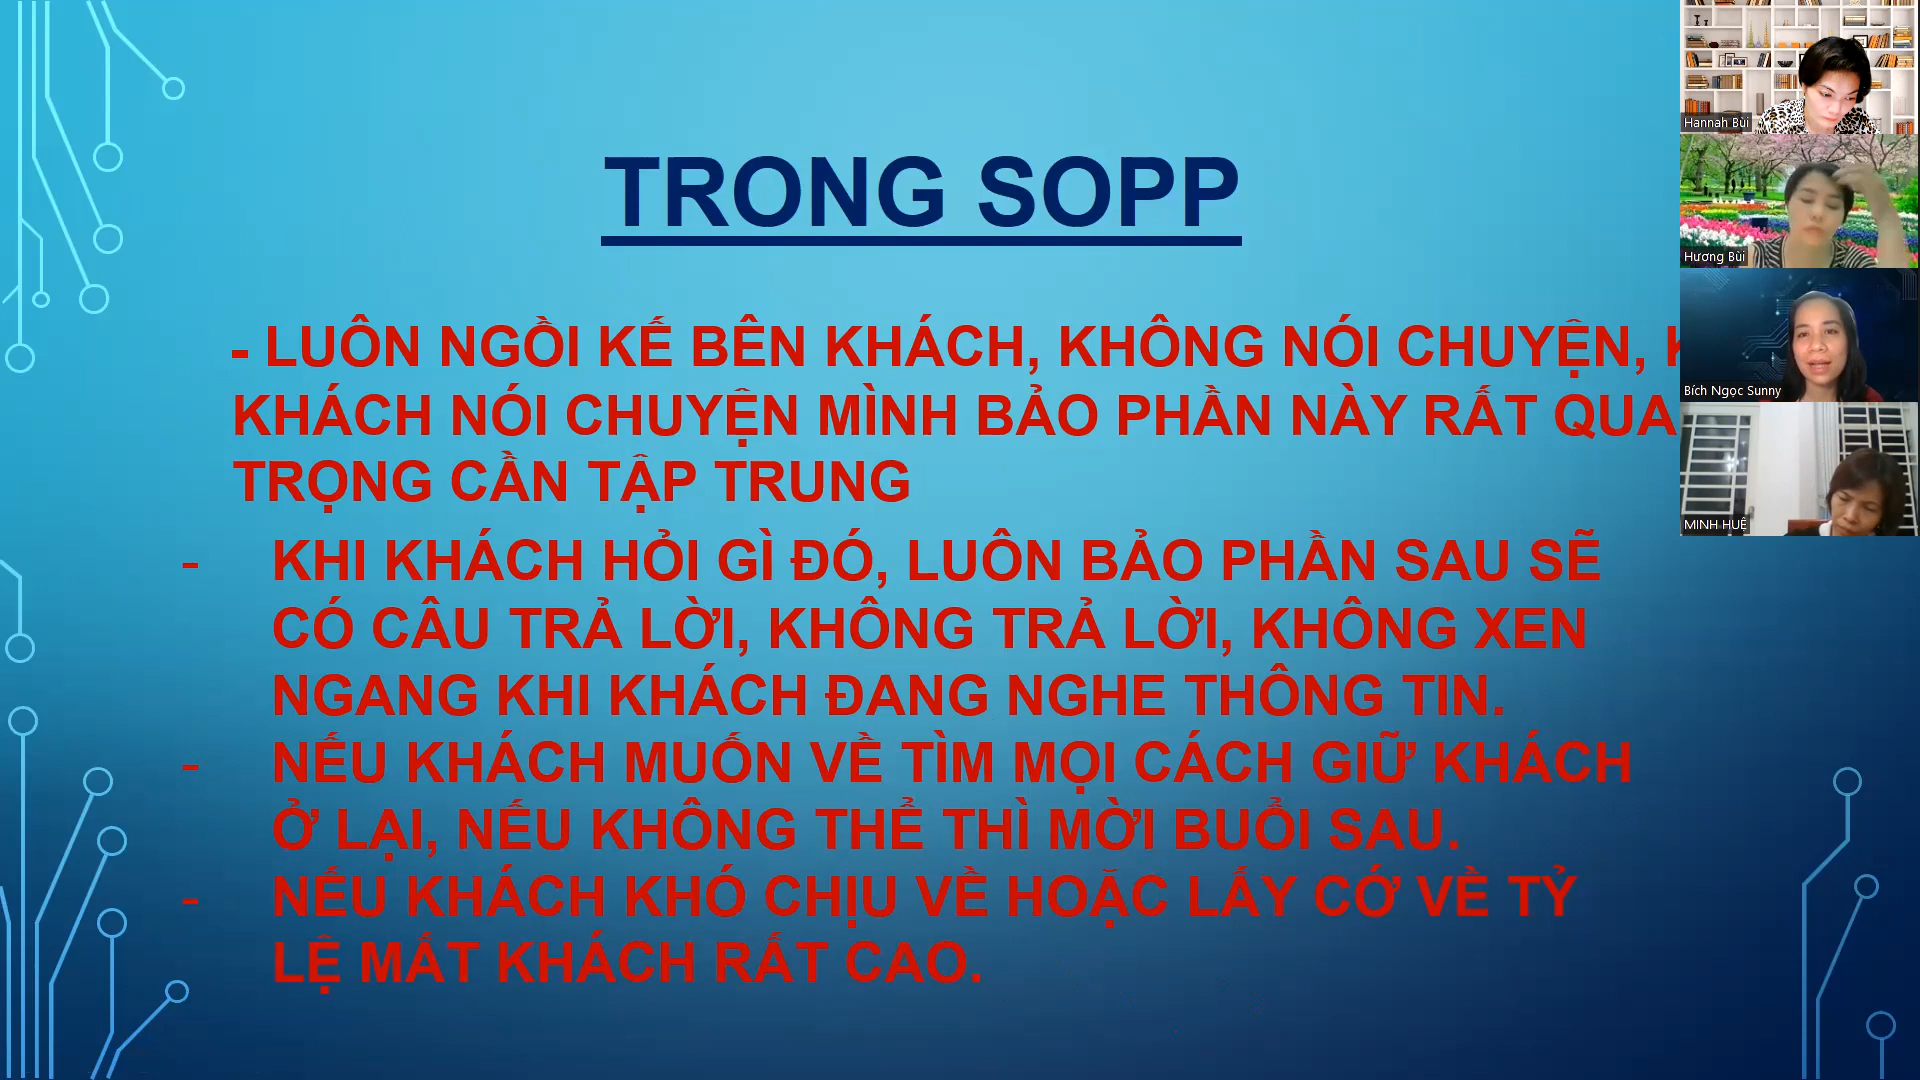 TRONG SOPP
- LUÔN NGỒI KẾ BÊN KHÁCH, KHÔNG NÓI CHUYỆN,
KHÁCH NÓI CHUYỆN MÌNH BẢO PHẦN NÀY RẤT QUA
TRỌNG CẦN TẬP TRUNG
- KHI KHÁCH HỎI GÌ ĐÓ, LUÔN BẢO PHẦN SAU SẼ
CÓ CÂU TRẢ LỜI, KHÔNG TRẢ LỜI, KHÔNG XEN
NGANG KHI KHÁCH ĐANG NGHE THÔNG TIN.
- NẾU KHÁCH MUỐN VỀ TÌM MỌI CÁCH GIỮ KHÁCH
Ở LẠI, NẾU KHÔNG THỂ THÌ MỜI BUỔI SAU.
- NẾU KHÁCH KHÓ CHỊU VỀ HOẶC LẤY CỚ VỀ TỶ
LỆ MẤT KHÁCH RẤT CAO.
Hannah Bùi
Hương Bùi
Bích Ngọc Sunny
MINH HUỆ